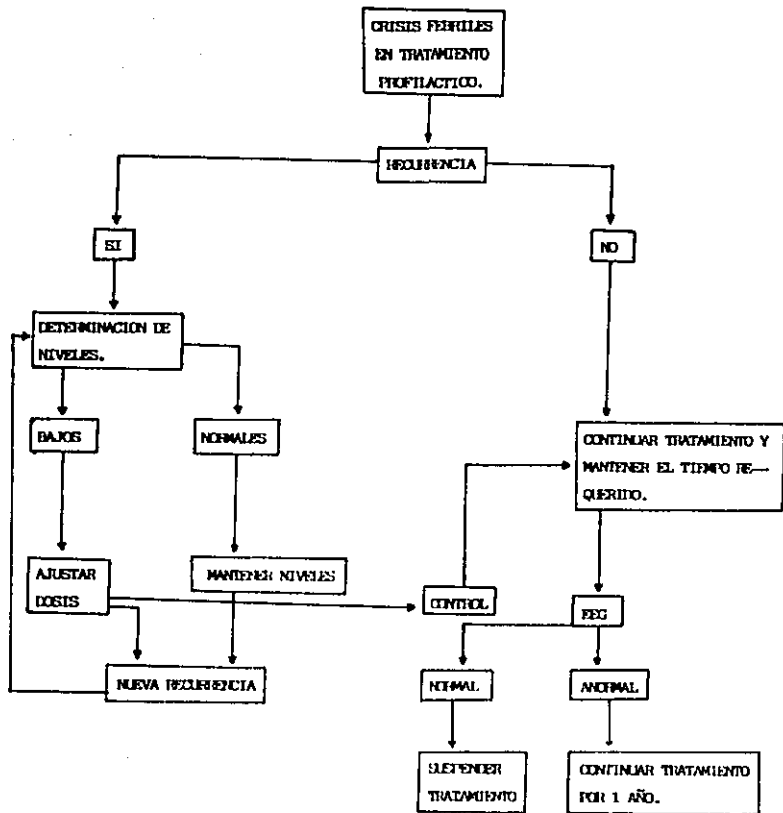 CRISIS FEBRILES
EN TRATAMIENTO
PROFILACTICO.
RECURRENCIA
SI
NO
DETERMINACION DE
NIVELES.
BAJOS
NORMALES
CONTINUAR TRATAMIENTO Y
MANTENER EL TIEMPO RE—
QUERIDO.
AJUSTAR
DOSIS
MANTENER NIVELES
CONTROL
EEG
NUEVA RECURRENCIA
NORMAL
ANORMAL
SUSPENDER
TRATAMIENTO
CONTINUAR TRATAMIENTO
POR 1 AÑO.